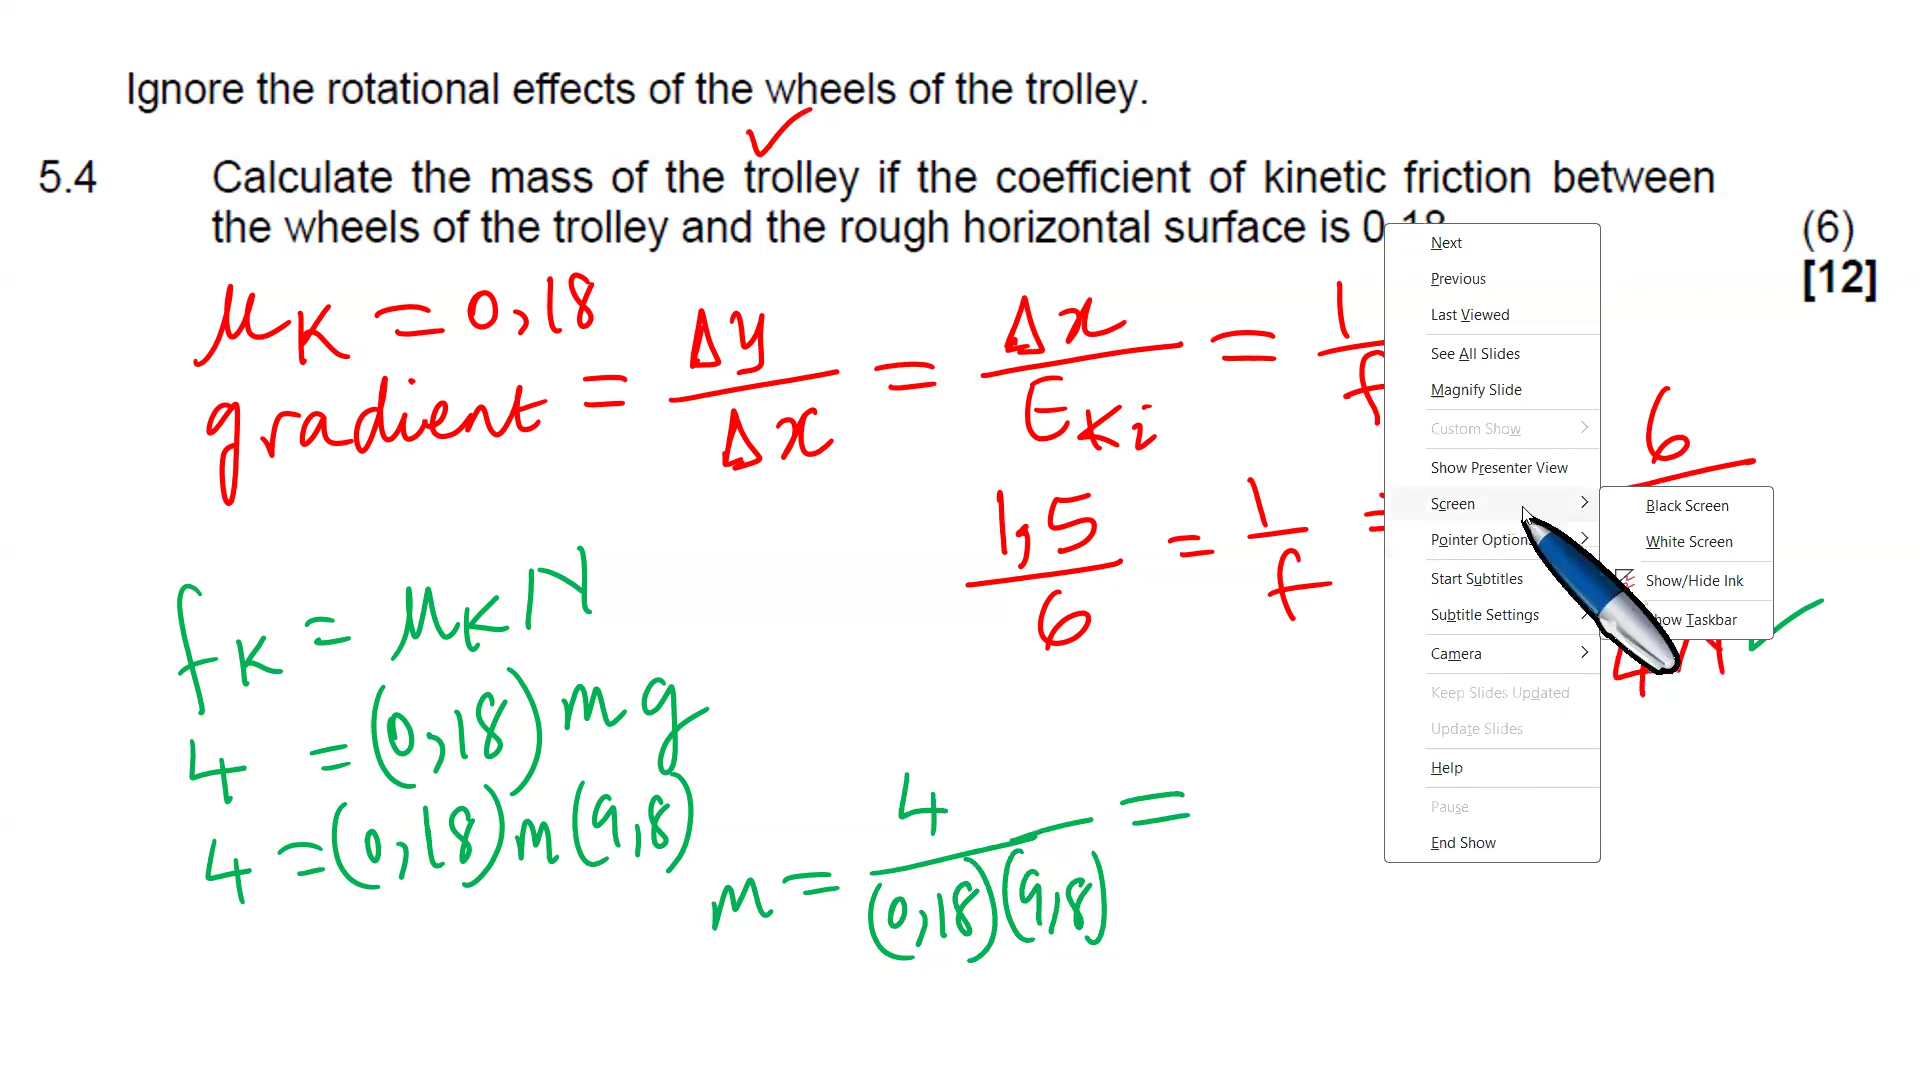 Ignore the rotational effects of the wheels of the trolley.
5.4 Calculate the mass of the trolley if the coefficient of kinetic friction between
the wheels of the trolley and the rough horizontal surface is 0,18
(6)
[12]
μK = 0,18
gradient = Δy/Δx = Δx/EKi = 1/f
1,5/6 = 1/f =
6
4N
fK = μKN
4 = (0,18)mg
4 = (0,18)m(9,8)
m = 4/(0,18)(9,8) =
Next
Previous
Last Viewed
See All Slides
Magnify Slide
Custom Show
Show Presenter View
Screen
Pointer Option
Start Subtitles
Subtitle Settings
Camera
Keep Slides Updated
Update Slides
Help
Pause
End Show
Black Screen
White Screen
Show/Hide Ink
Show Taskbar